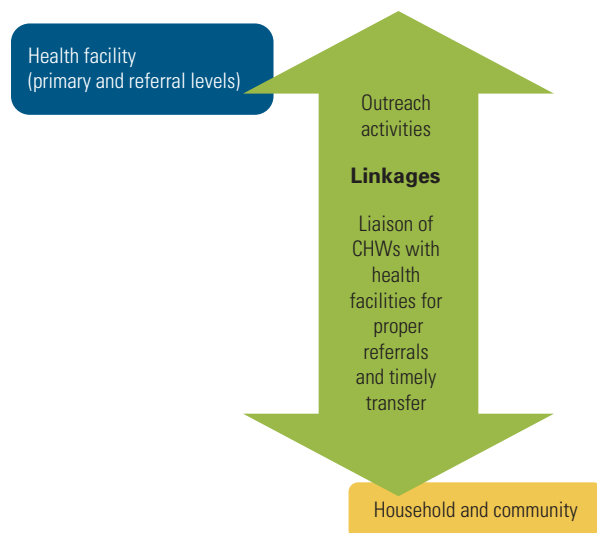 Health facility
(primary and referral levels)
Outreach
activities
Linkages
Liaison of
CHWs with
health
facilities for
proper
referrals
and timely
transfer
Household and community